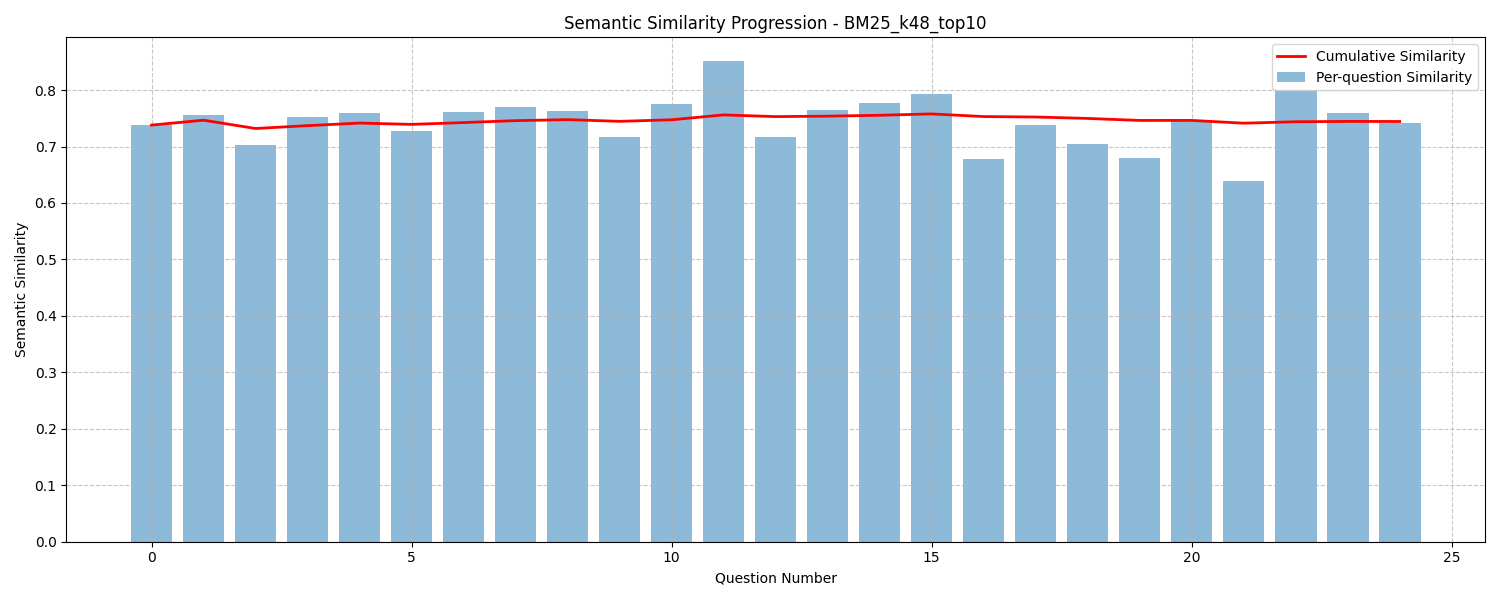 Semantic Similarity Progression - BM25_k48_top10
Cumulative Similarity
Per-question Similarity
Semantic Similarity
0.8
0.7
0.6
0.5
0.4
0.3
0.2
0.1
0.0
0 5 10 15 20 25
Question Number